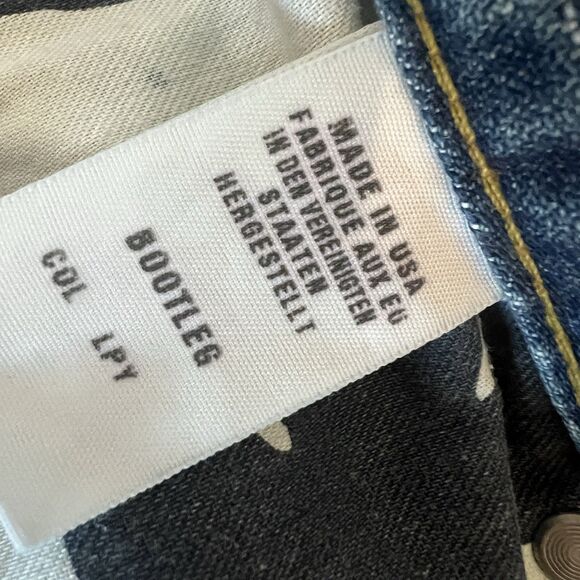 MADE IN USA
FABRIQUE AUX EU
IN DEN VEREINIGTEN
STAATEN
HERGESTELLT
BOOTLEG
COL LPY